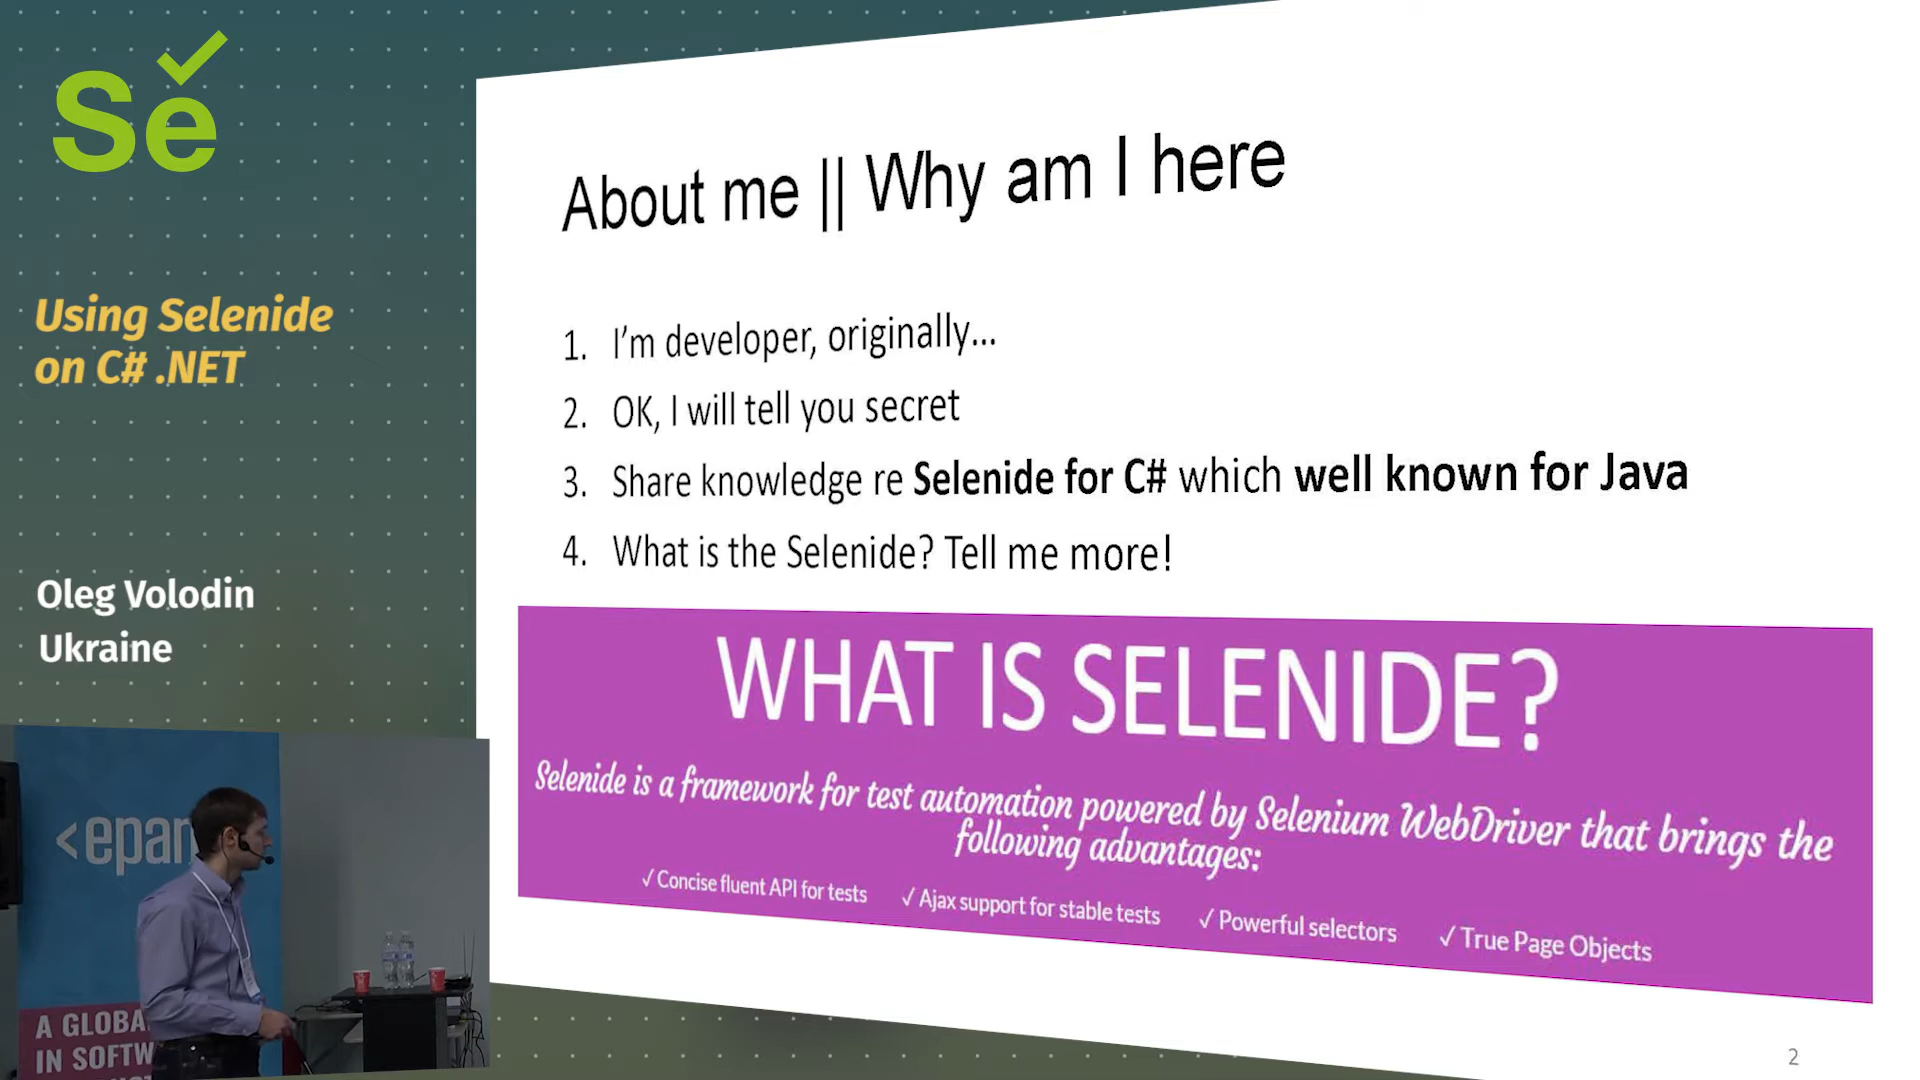 Se
Using Selenide
on C# .NET
Oleg Volodin
Ukraine
About me || Why am I here
1. I’m developer, originally...
2. OK, I will tell you secret
3. Share knowledge re Selenide for C# which well known for Java
4. What is the Selenide? Tell me more!
WHAT IS SELENIDE?
Selenide is a framework for test automation powered by Selenium WebDriver that brings the
following advantages:
✓ Concise fluent API for tests ✓ Ajax support for stable tests ✓ Powerful selectors ✓ True Page Objects
2
<epam
A GLOBA
IN SOFTW